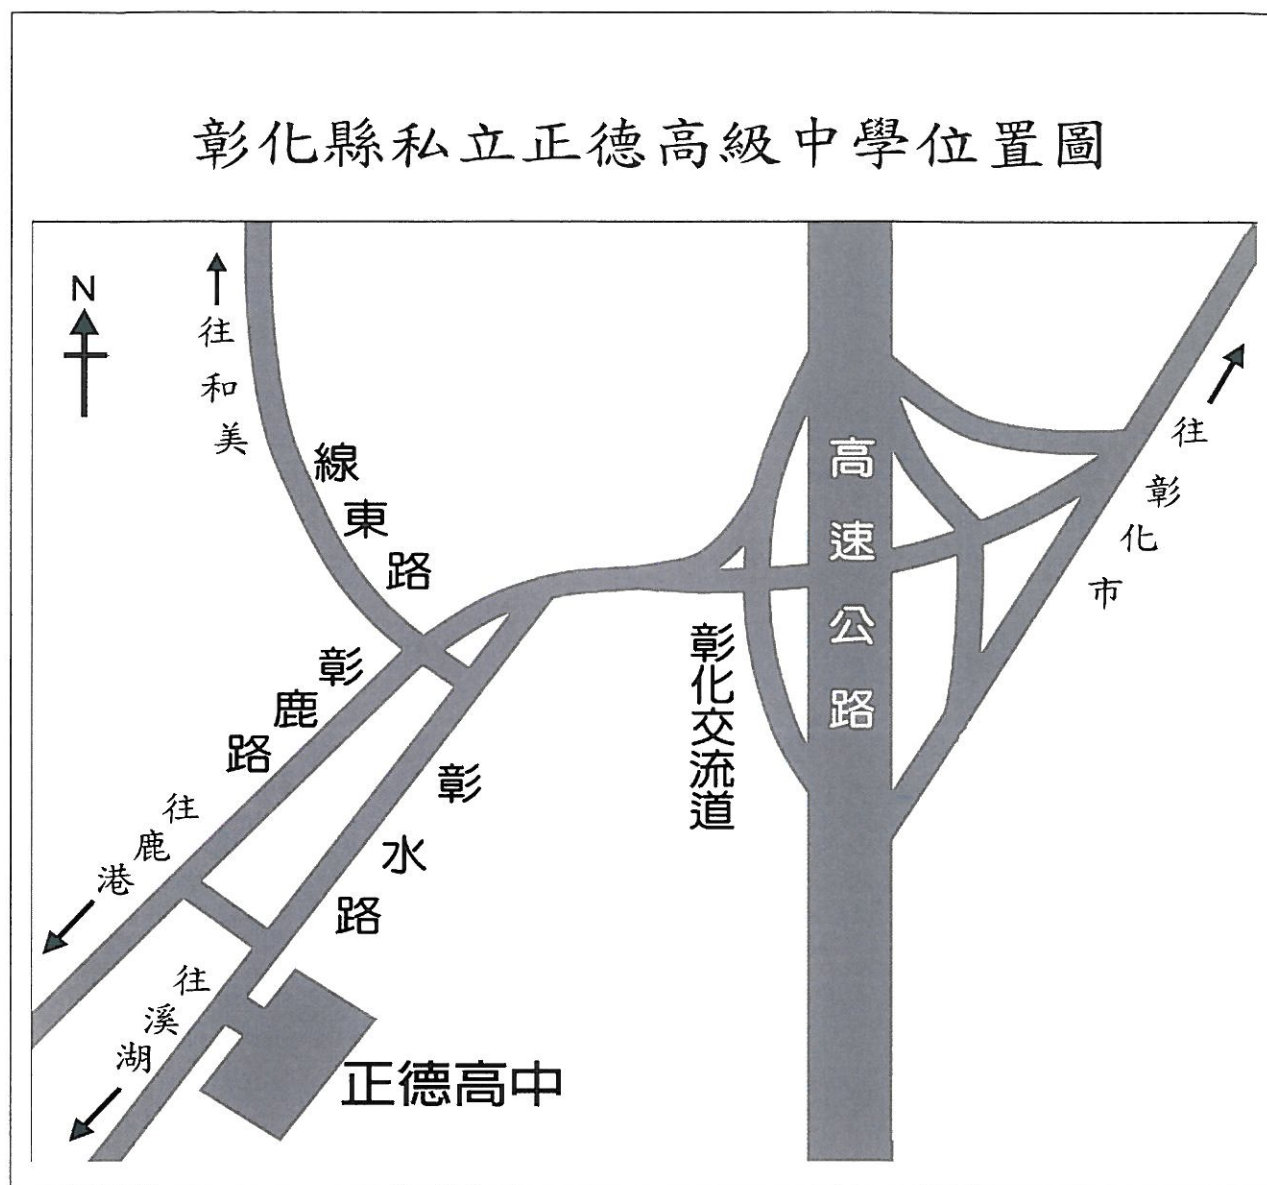 彰化縣私立正德高級中學位置圖
N
往和美
線東路
高速公路
往彰化市
彰化交流道
彰鹿路
往鹿港
彰水路
往溪湖
正德高中